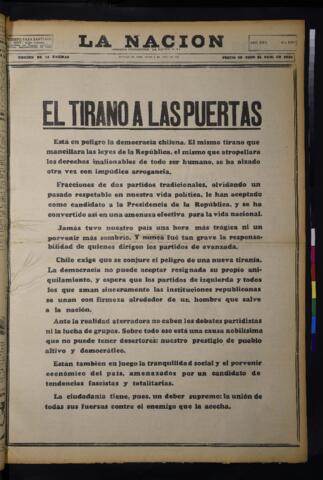 LA NACION
EDICION DE 16 PAGINAS
EL TIRANO A LAS PUERTAS
Está en peligro la democracia chilena. El mismo tirano que
mancillara las leyes de la República, el mismo que atropellara
los derechos inalienables de todo ser humano, se ha alzado
otra vez con impúdica arrogancia.
Fracciones de dos partidos tradicionales, olvidando un
pasado respetable en nuestra vida política, le han aceptado
como candidato a la Presidencia de la República, y se ha
convertido así en una amenaza efectiva para la vida nacional.
Jamás tuvo nuestro país una hora más trágica ni un
porvenir más sombrío. Y nunca fué tan grave la responsa-
bilidad de quienes dirigen los partidos de avanzada.
Chile exige que se conjure el peligro de una nueva tiranía.
La democracia no puede aceptar resignada su propio ani-
quilamiento, y espera que los partidos de izquierda y todos
los que aman sinceramente las instituciones republicanas
se unan con firmeza alrededor de un hombre que salve
a la nación.
Ante la realidad aterradora no caben los debates partidistas
ni la lucha de grupos. Sobre todo eso está una causa nobilísima
que no puede tener desertores: nuestro prestigio de pueblo
altivo y democrático.
Están también en juego la tranquilidad social y el porvenir
económico del país, amenazados por un candidato de
tendencias fascistas y totalitarias.
La ciudadanía tiene, pues, un deber supremo: la unión de
todas sus fuerzas contra el enemigo que la acecha.